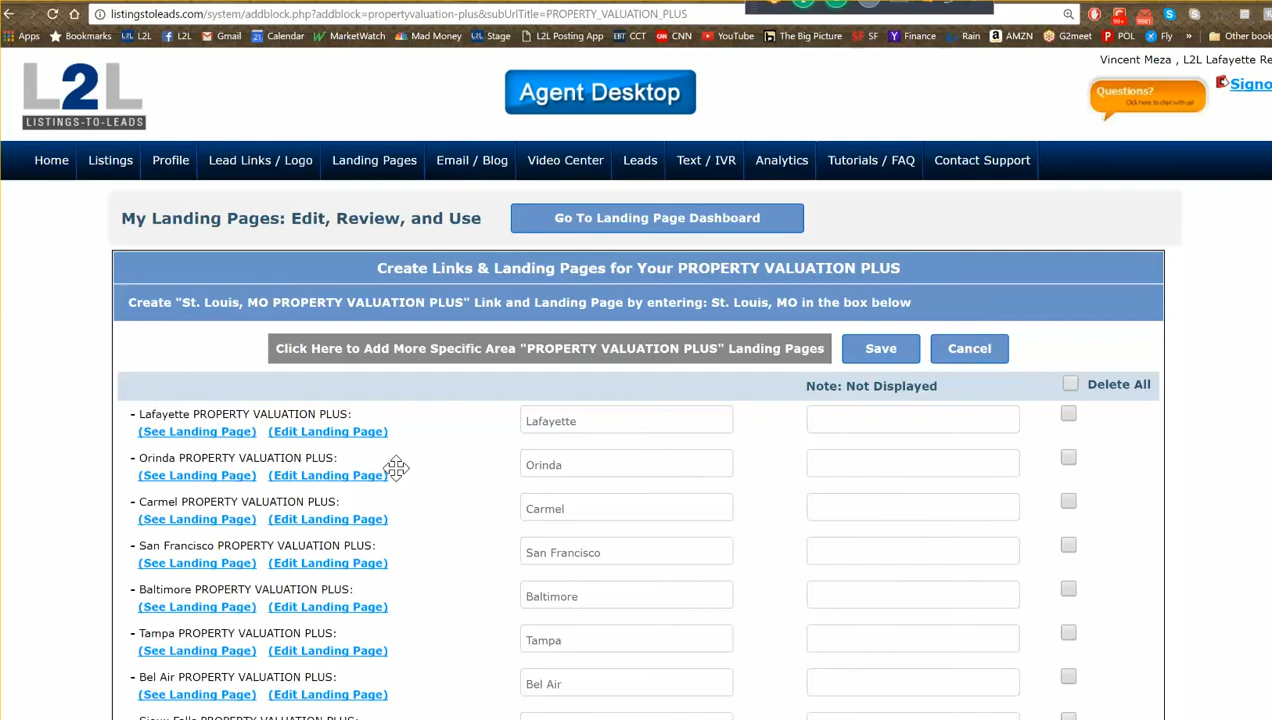 listingstoleads.com/system/addblock.php?addblock=propertyvaluation-plus&subUrlTitle=PROPERTY_VALUATION_PLUS
Apps Bookmarks L2L L2L Gmail Calendar MarketWatch Mad Money Stage L2L Posting App CCT CNN YouTube The Big Picture SF Finance Rain AMZN G2meet POL Fly » Other book
Vincent Meza , L2L Lafayette Re
L2L
LISTINGS-TO-LEADS
Agent Desktop
Questions?
Click here to chat with us!
Signo
Home Listings Profile Lead Links / Logo Landing Pages Email / Blog Video Center Leads Text / IVR Analytics Tutorials / FAQ Contact Support
My Landing Pages: Edit, Review, and Use
Go To Landing Page Dashboard
Create Links & Landing Pages for Your PROPERTY VALUATION PLUS
Create "St. Louis, MO PROPERTY VALUATION PLUS" Link and Landing Page by entering: St. Louis, MO in the box below
Click Here to Add More Specific Area "PROPERTY VALUATION PLUS" Landing Pages Save Cancel
Note: Not Displayed Delete All
- Lafayette PROPERTY VALUATION PLUS:
(See Landing Page) (Edit Landing Page)
Lafayette
- Orinda PROPERTY VALUATION PLUS:
(See Landing Page) (Edit Landing Page)
Orinda
- Carmel PROPERTY VALUATION PLUS:
(See Landing Page) (Edit Landing Page)
Carmel
- San Francisco PROPERTY VALUATION PLUS:
(See Landing Page) (Edit Landing Page)
San Francisco
- Baltimore PROPERTY VALUATION PLUS:
(See Landing Page) (Edit Landing Page)
Baltimore
- Tampa PROPERTY VALUATION PLUS:
(See Landing Page) (Edit Landing Page)
Tampa
- Bel Air PROPERTY VALUATION PLUS:
(See Landing Page) (Edit Landing Page)
Bel Air